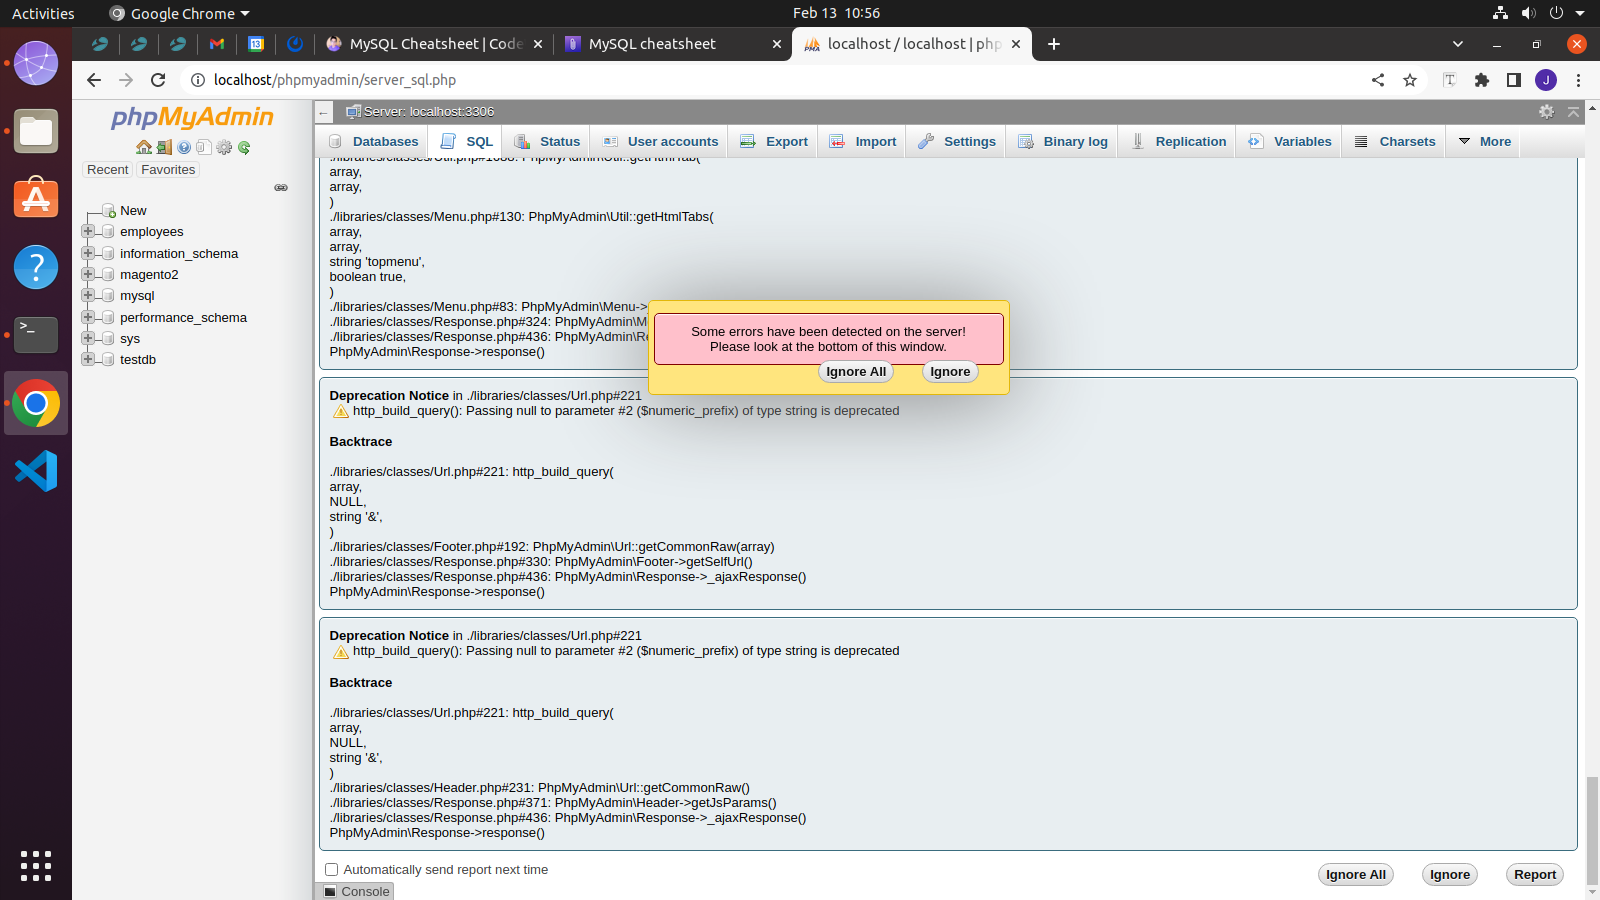 Activities
Google Chrome
Feb 13 10:56
MySQL Cheatsheet | Code
MySQL cheatsheet
localhost / localhost | php
localhost/phpmyadmin/server_sql.php
J
phpMyAdmin
Recent
Favorites
New
employees
information_schema
magento2
mysql
performance_schema
sys
testdb
Server: localhost:3306
Databases
SQL
Status
User accounts
Export
Import
Settings
Binary log
Replication
Variables
Charsets
More
./libraries/classes/Util.php#1688: PhpMyAdmin\Util::getHtmlTab(
array,
array,
)
./libraries/classes/Menu.php#130: PhpMyAdmin\Util::getHtmlTabs(
array,
array,
string 'topmenu',
boolean true,
)
./libraries/classes/Menu.php#83: PhpMyAdmin\Menu->
./libraries/classes/Response.php#324: PhpMyAdmin\M
./libraries/classes/Response.php#436: PhpMyAdmin\Re
PhpMyAdmin\Response->response()
Some errors have been detected on the server!
Please look at the bottom of this window.
Ignore All
Ignore
Deprecation Notice in ./libraries/classes/Url.php#221
http_build_query(): Passing null to parameter #2 ($numeric_prefix) of type string is deprecated
Backtrace
./libraries/classes/Url.php#221: http_build_query(
array,
NULL,
string '&',
)
./libraries/classes/Footer.php#192: PhpMyAdmin\Url::getCommonRaw(array)
./libraries/classes/Response.php#330: PhpMyAdmin\Footer->getSelfUrl()
./libraries/classes/Response.php#436: PhpMyAdmin\Response->_ajaxResponse()
PhpMyAdmin\Response->response()
Deprecation Notice in ./libraries/classes/Url.php#221
http_build_query(): Passing null to parameter #2 ($numeric_prefix) of type string is deprecated
Backtrace
./libraries/classes/Url.php#221: http_build_query(
array,
NULL,
string '&',
)
./libraries/classes/Header.php#231: PhpMyAdmin\Url::getCommonRaw()
./libraries/classes/Response.php#371: PhpMyAdmin\Header->getJsParams()
./libraries/classes/Response.php#436: PhpMyAdmin\Response->_ajaxResponse()
PhpMyAdmin\Response->response()
Automatically send report next time
Ignore All
Ignore
Report
Console